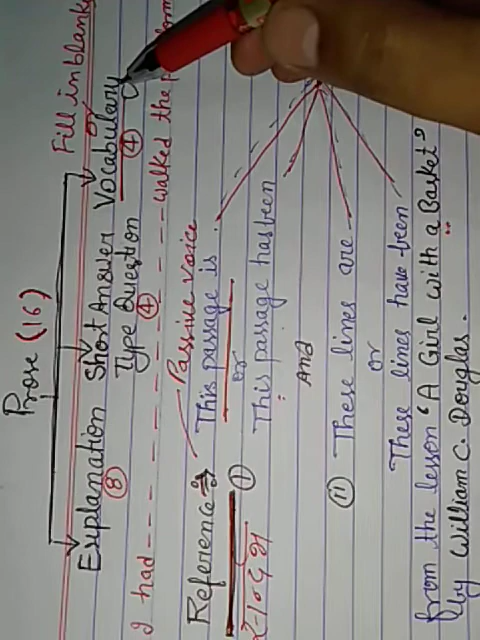 Prose (16)
Explanation Short Answer Vocabulary or Fill in blanks
(8) Type Question (4)
(4)
I had --------- walked the platform
Passive Voice
Reference → This passage is
or
(i) This passage has been
And
(ii) These lines are
or
These lines have been
from the lesson "A Girl with a Basket"
by William C. Douglas.